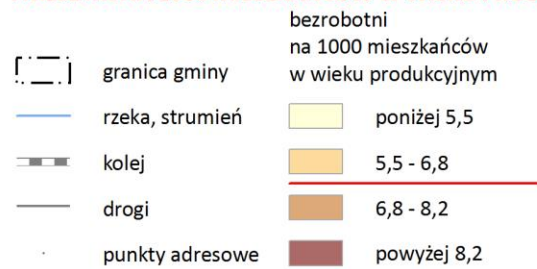 bezrobotni
na 1000 mieszkańców
w wieku produkcyjnym
granica gminy
rzeka, strumień
kolej
drogi
punkty adresowe
poniżej 5,5
5,5 - 6,8
6,8 - 8,2
powyżej 8,2